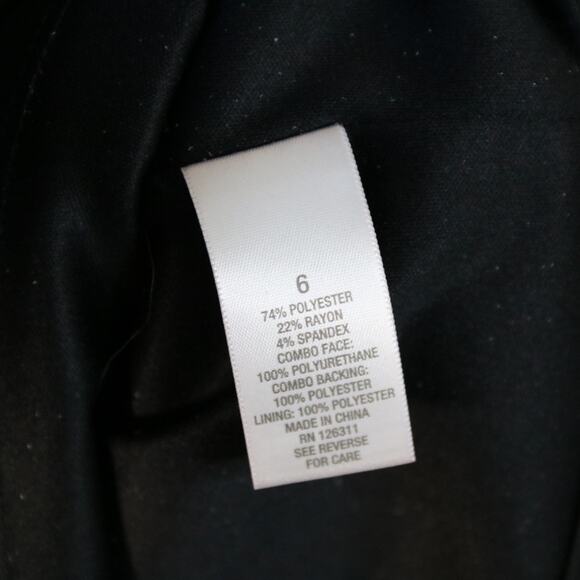 6
74% POLYESTER
22% RAYON
4% SPANDEX
COMBO FACE:
100% POLYURETHANE
COMBO BACKING:
100% POLYESTER
LINING: 100% POLYESTER
MADE IN CHINA
RN 126311
SEE REVERSE
FOR CARE